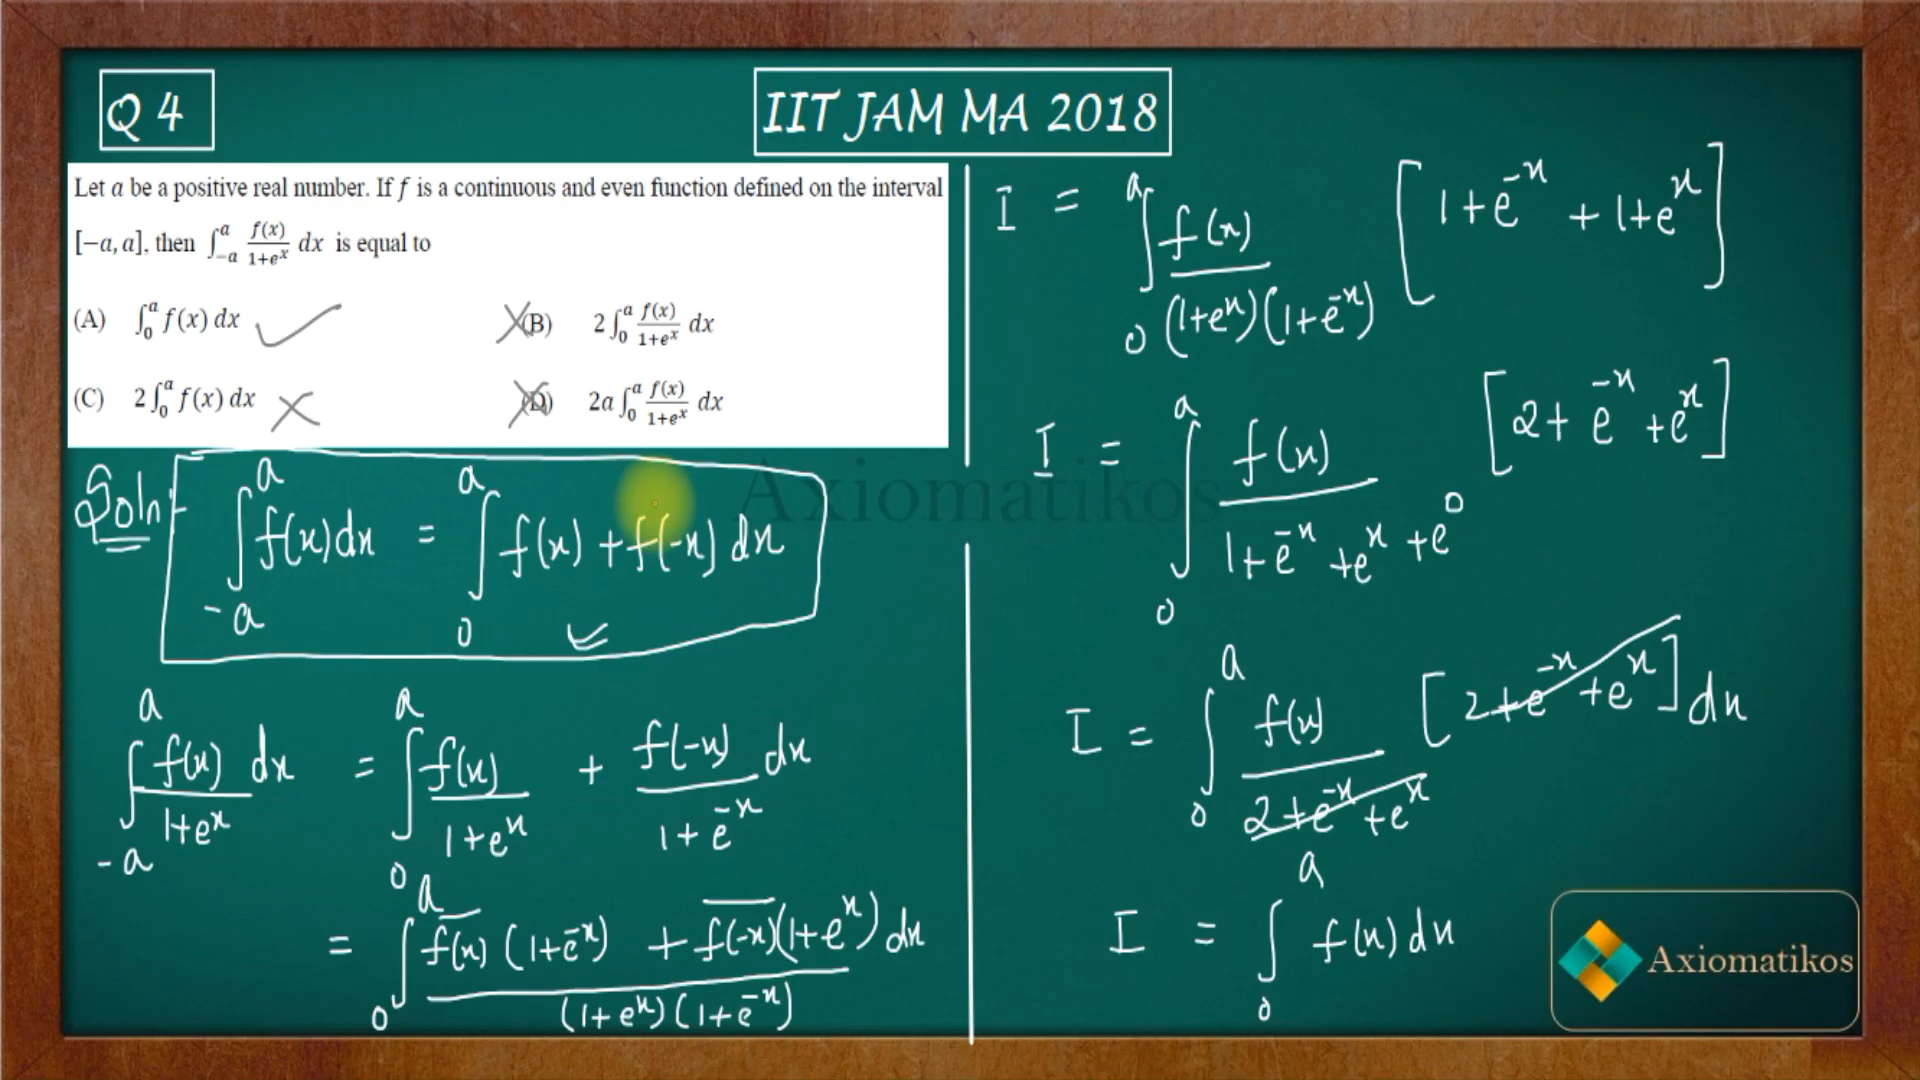 Q 4
IIT JAM MA 2018
Let a be a positive real number. If f is a continuous and even function defined on the interval
[−a, a], then ∫_{−a}^{a} f(x)/(1+e^x) dx is equal to
(A) ∫_0^a f(x) dx ✓
(B) 2 ∫_0^a f(x)/(1+e^x) dx
(C) 2 ∫_0^a f(x) dx ✗
(D) 2a ∫_0^a f(x)/(1+e^x) dx
Soln:-
∫_{-a}^{a} f(x) dx = ∫_0^a f(x) + f(-x) dx
∫_{-a}^{a} f(x)/(1+e^x) dx = ∫_0^a f(x)/(1+e^x) + f(-x)/(1+e^{-x}) dx
= ∫_0^a f(x)(1+e^{-x}) + f(-x)(1+e^x) dx / (1+e^x)(1+e^{-x})
I = ∫_0^a f(x)/(1+e^x)(1+e^{-x}) [1+e^{-x} + 1+e^x]
I = ∫_0^a f(x)/(1+e^{-x}+e^x+e^0) [2+e^{-x}+e^x]
I = ∫_0^a f(x)/(2+e^{-x}+e^x) [2+e^{-x}+e^x] dx
I = ∫_0^a f(x) dx
Axiomatikos
Axiomatikos